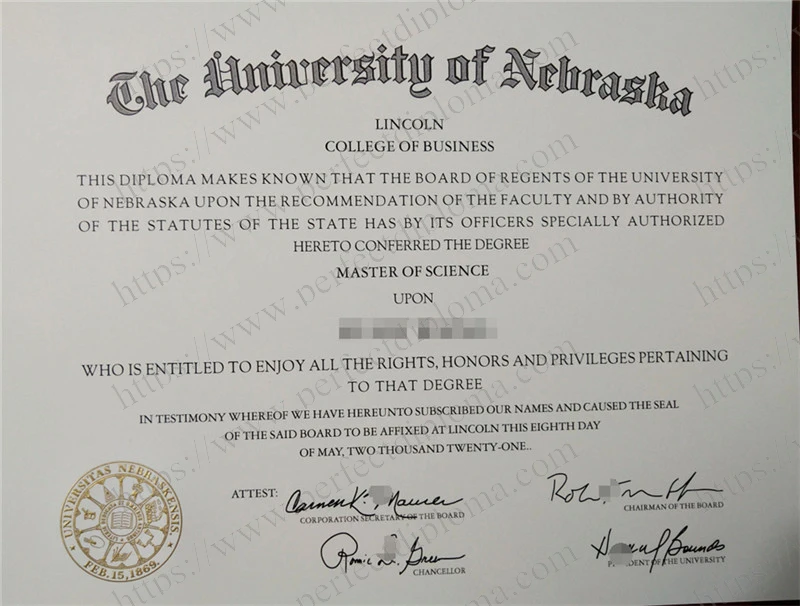 The University of Nebraska
LINCOLN
COLLEGE OF BUSINESS
THIS DIPLOMA MAKES KNOWN THAT THE BOARD OF REGENTS OF THE UNIVERSITY
OF NEBRASKA UPON THE RECOMMENDATION OF THE FACULTY AND BY AUTHORITY
OF THE STATUTES OF THE STATE HAS BY ITS OFFICERS SPECIALLY AUTHORIZED
HERETO CONFERRED THE DEGREE
MASTER OF SCIENCE
UPON
WHO IS ENTITLED TO ENJOY ALL THE RIGHTS, HONORS AND PRIVILEGES PERTAINING
TO THAT DEGREE
IN TESTIMONY WHEREOF WE HAVE HEREUNTO SUBSCRIBED OUR NAMES AND CAUSED THE SEAL
OF THE SAID BOARD TO BE AFFIXED AT LINCOLN THIS EIGHTH DAY
OF MAY, TWO THOUSAND TWENTY-ONE..
UNIVERSITAS NEBRASKENSIS
FEB. 15, 1869.
ATTEST:
CORPORATION SECRETARY OF THE BOARD
CHAIRMAN OF THE BOARD
CHANCELLOR
OF THE UNIVERSITY
https://www.perfectdiploma.com